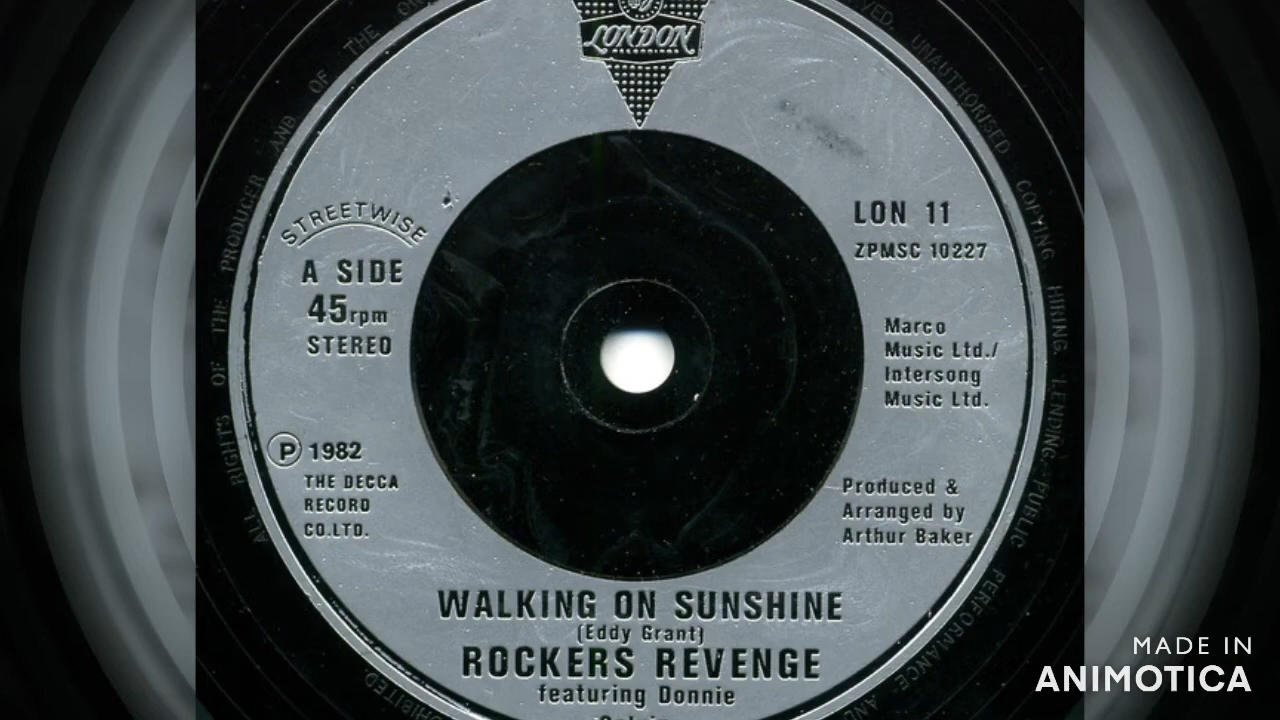 LONDON
STREETWISE
A SIDE
45rpm
STEREO
LON 11
ZPMSC 10227
Marco
Music Ltd./
Intersong
Music Ltd.
℗ 1982
THE DECCA
RECORD
CO.LTD.
Produced &
Arranged by
Arthur Baker
WALKING ON SUNSHINE
(Eddy Grant)
ROCKERS REVENGE
featuring Donnie
ALL RIGHTS OF THE PRODUCER AND OF THE
UNAUTHORISED COPYING, HIRING, LENDING, PUBLIC PERFORMANCE AND
MADE IN
ANIMOTICA